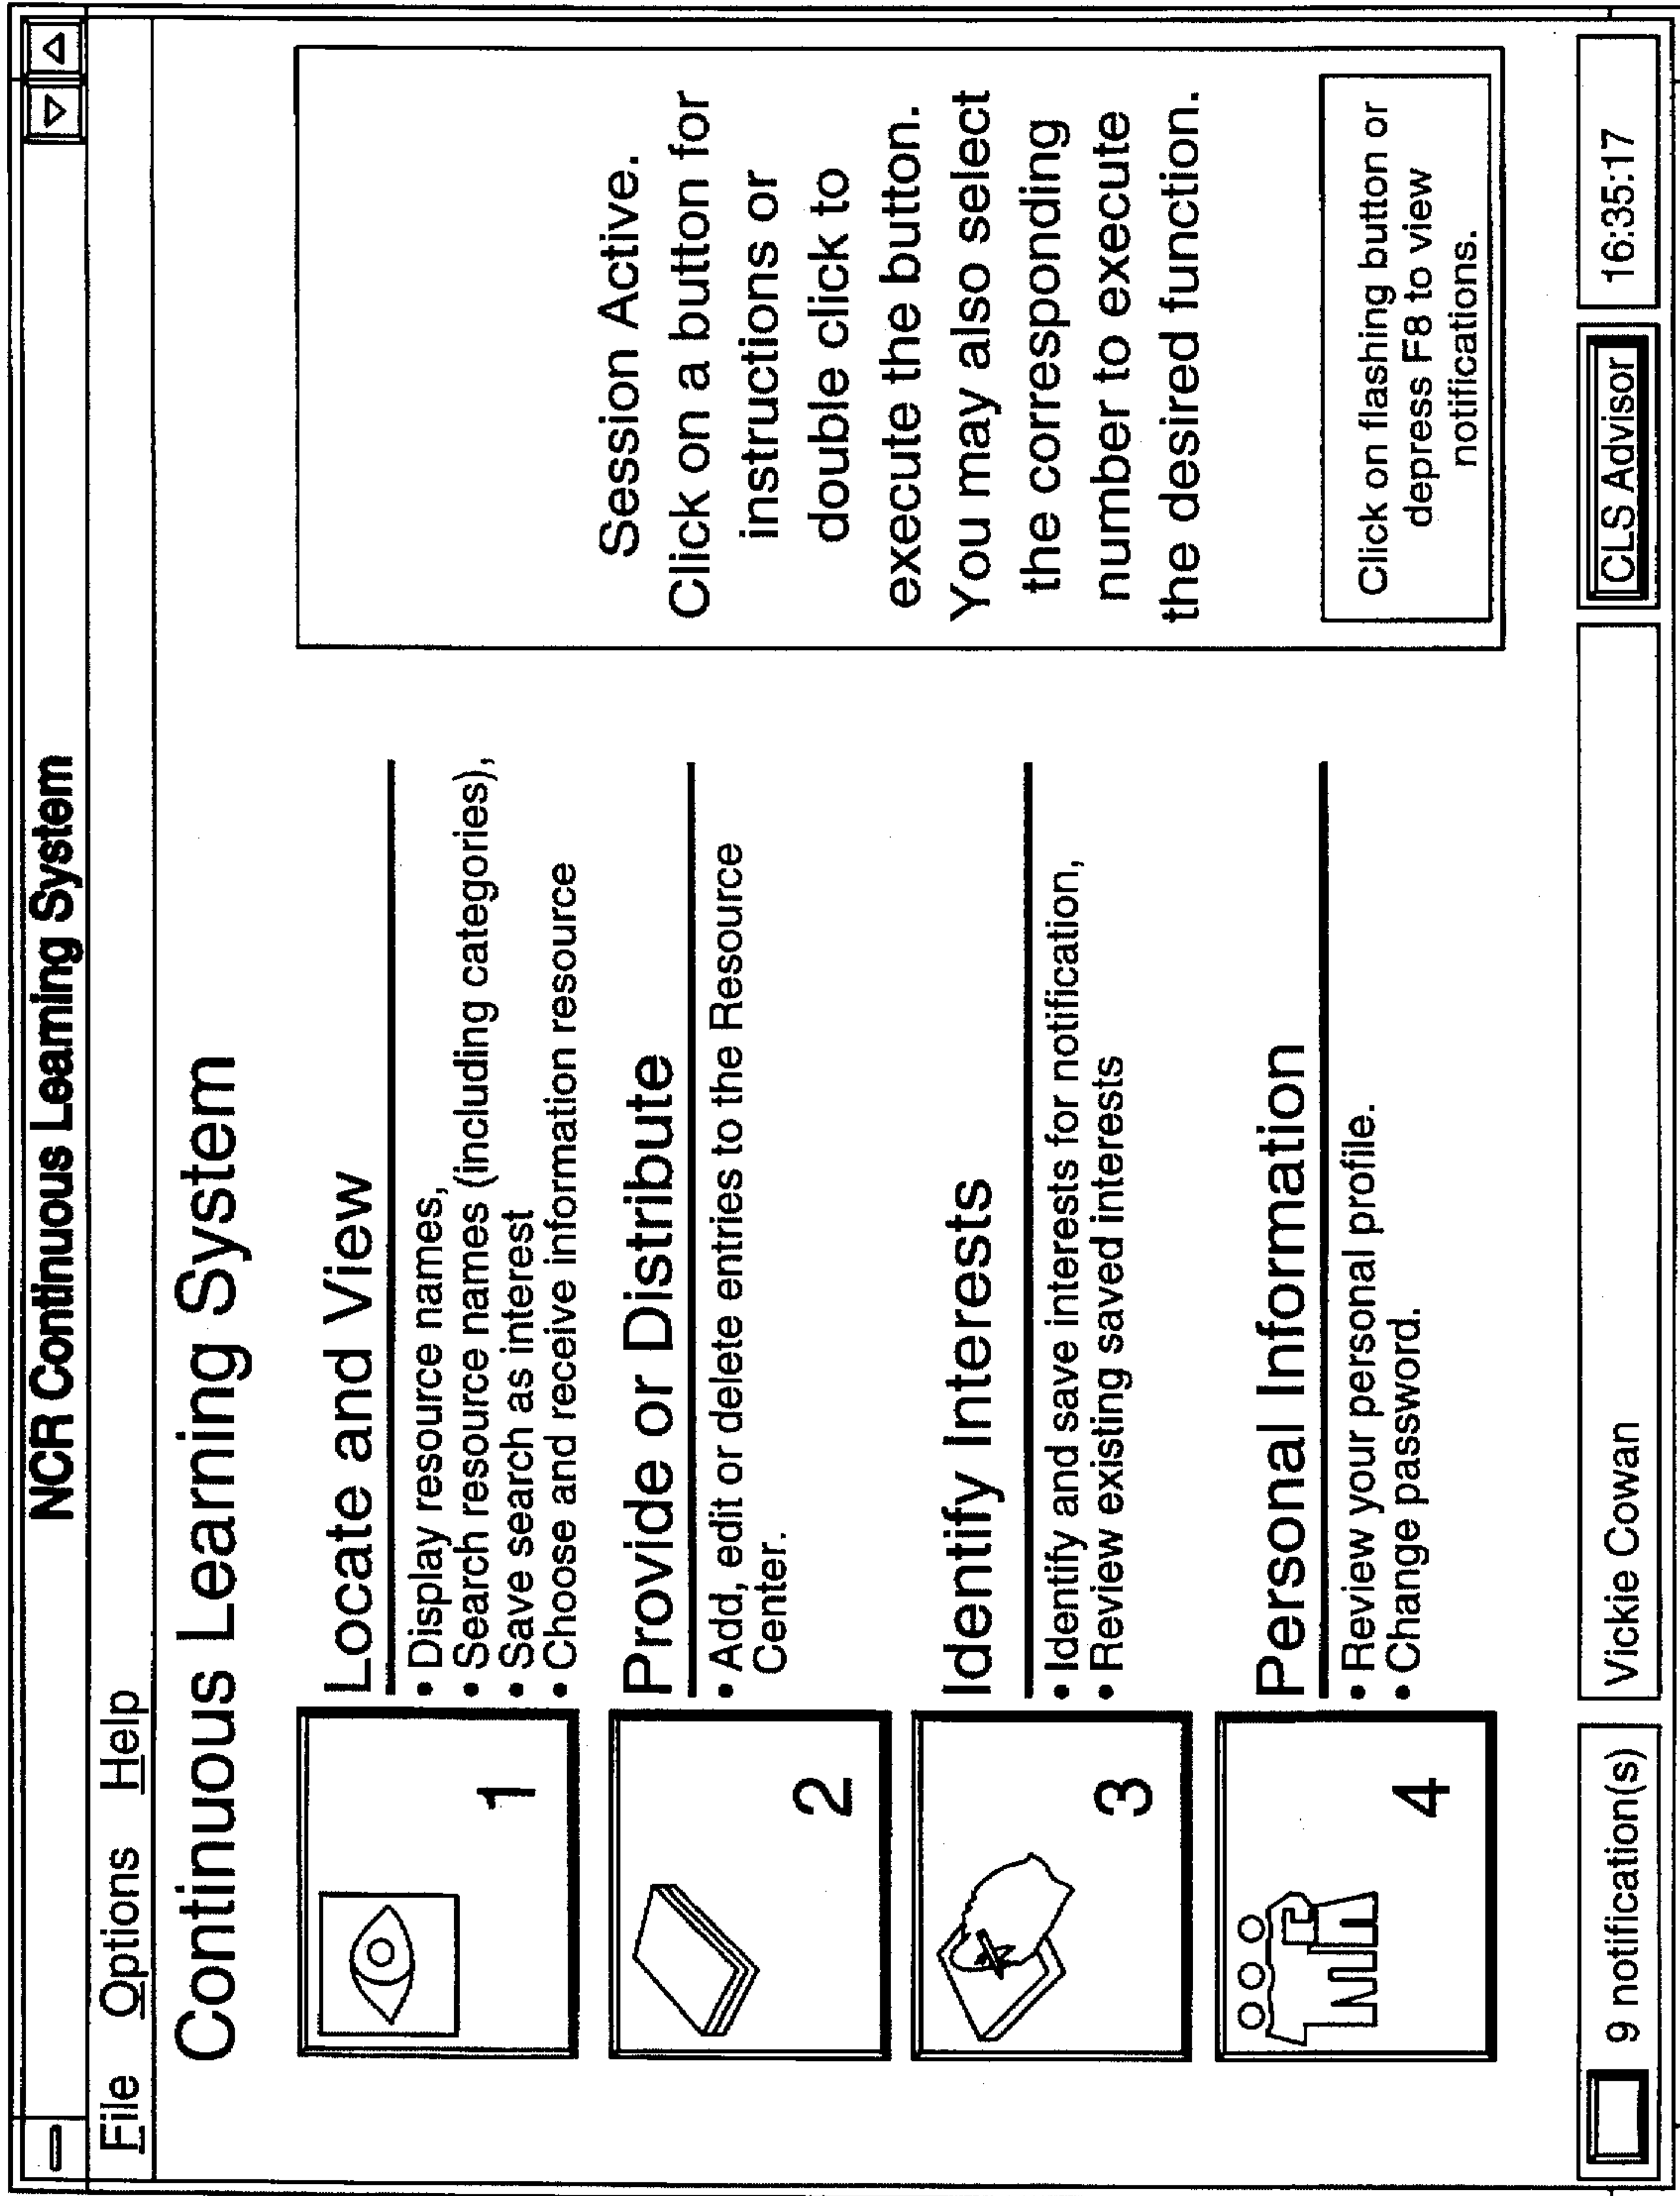 NCR Continuous Learning System
File Options Help
Continuous Learning System
1
Locate and View
• Display resource names,
• Search resource names (including categories),
• Save search as interest
• Choose and receive information resource
2
Provide or Distribute
• Add, edit or delete entries to the Resource
Center.
3
Identify Interests
• Identify and save interests for notification,
• Review existing saved interests
4
Personal Information
• Review your personal profile.
• Change password.
Session Active.
Click on a button for
instructions or
double click to
execute the button.
You may also select
the corresponding
number to execute
the desired function.
Click on flashing button or
depress F8 to view
notifications.
9 notification(s)
Vickie Cowan
CLS Advisor
16:35:17